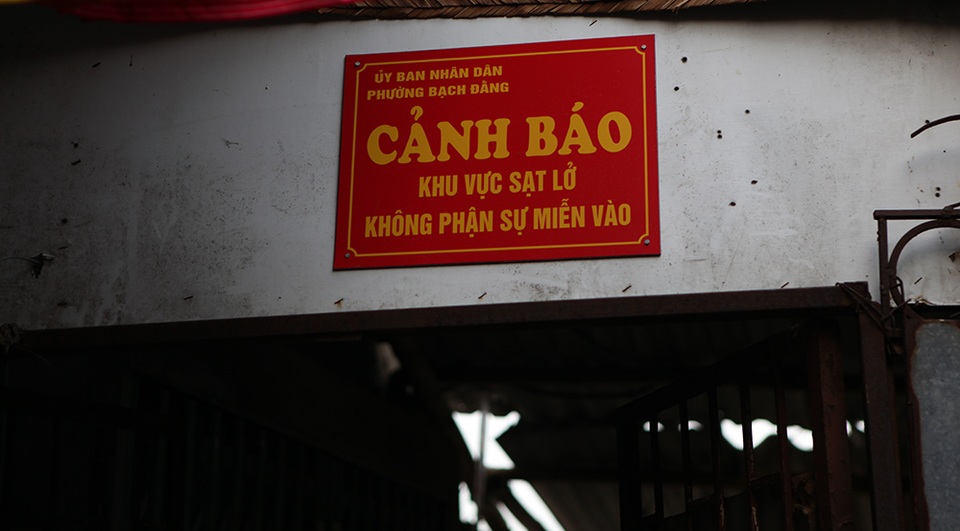 ỦY BAN NHÂN DÂN
PHƯỜNG BẠCH ĐẰNG
CẢNH BÁO
KHU VỰC SẠT LỞ
KHÔNG PHẬN SỰ MIỄN VÀO